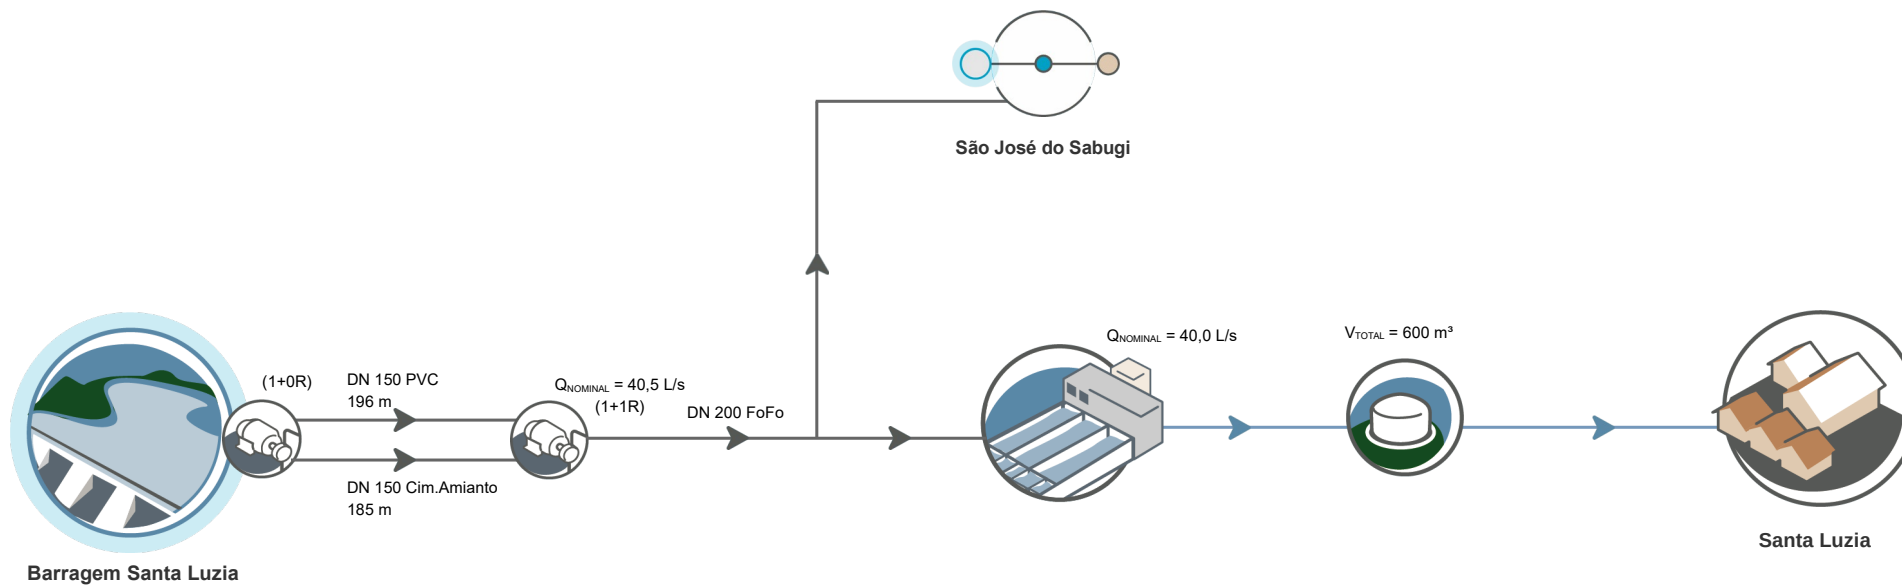 São José do Sabugi
(1+0R)
DN 150 PVC
196 m
QNOMINAL = 40,5 L/s
(1+1R)
DN 200 FoFo
QNOMINAL = 40,0 L/s
VTOTAL = 600 m³
DN 150 Cim.Amianto
185 m
Santa Luzia
Barragem Santa Luzia